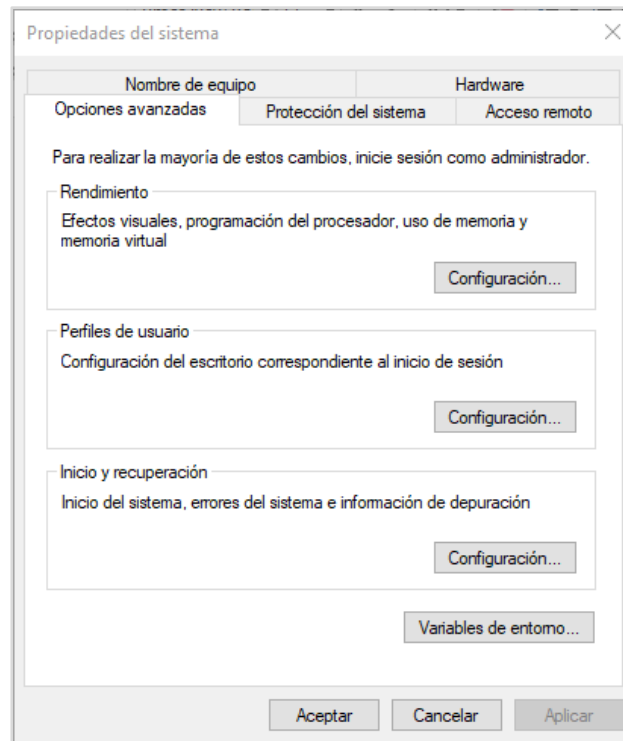 Propiedades del sistema
Nombre de equipo
Hardware
Opciones avanzadas
Protección del sistema
Acceso remoto
Para realizar la mayoría de estos cambios, inicie sesión como administrador.
Rendimiento
Efectos visuales, programación del procesador, uso de memoria y
memoria virtual
Configuración...
Perfiles de usuario
Configuración del escritorio correspondiente al inicio de sesión
Configuración...
Inicio y recuperación
Inicio del sistema, errores del sistema e información de depuración
Configuración...
Variables de entorno...
Aceptar
Cancelar
Aplicar